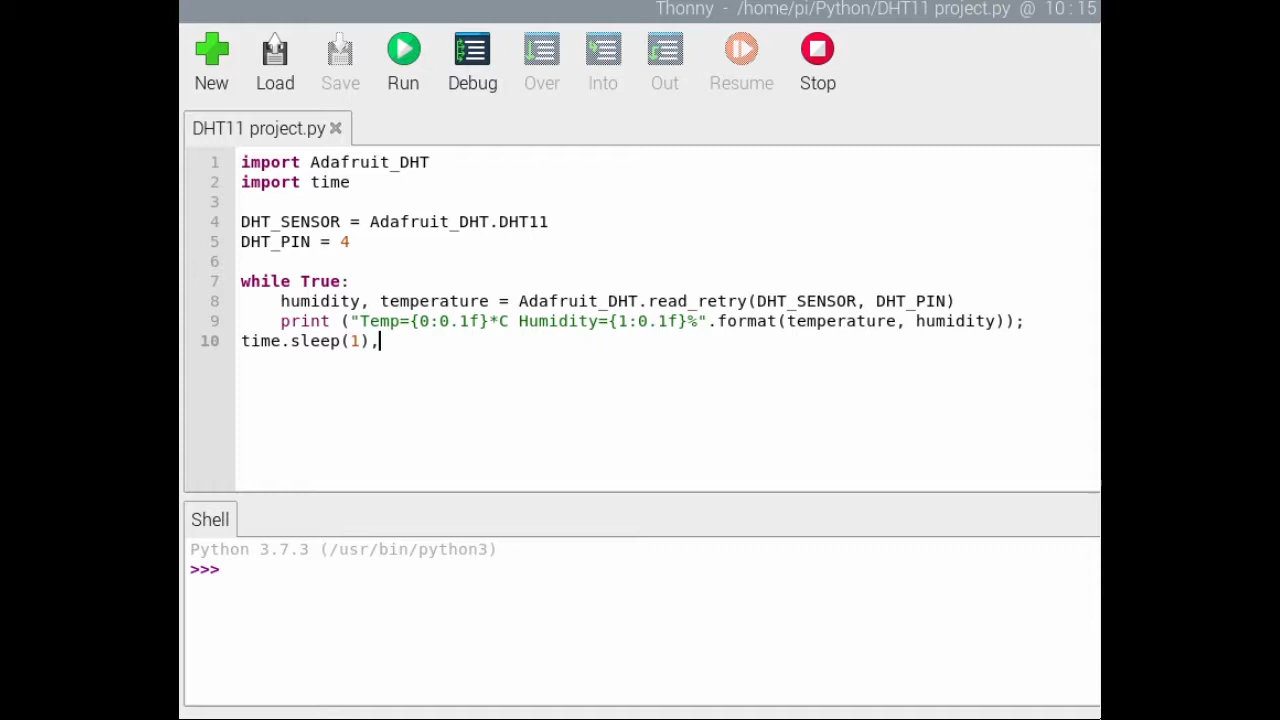 Thonny - /home/pi/Python/DHT11 project.py @ 10 : 15
New Load Save Run Debug Over Into Out Resume Stop
DHT11 project.py
1 import Adafruit_DHT
2 import time
3
4 DHT_SENSOR = Adafruit_DHT.DHT11
5 DHT_PIN = 4
6
7 while True:
8 humidity, temperature = Adafruit_DHT.read_retry(DHT_SENSOR, DHT_PIN)
9 print ("Temp={0:0.1f}*C Humidity={1:0.1f}%".format(temperature, humidity));
10 time.sleep(1),
Shell
Python 3.7.3 (/usr/bin/python3)
>>>